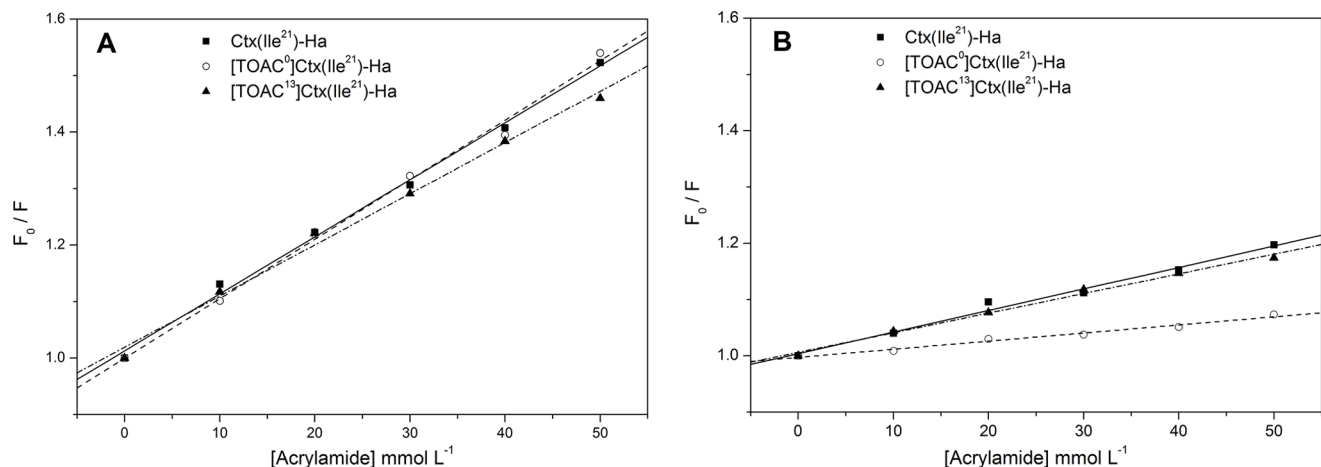 A
Ctx(Ile²¹)-Ha
[TOAC⁰]Ctx(Ile²¹)-Ha
[TOAC¹³]Ctx(Ile²¹)-Ha
1.6
1.4
1.2
1.0
F₀ / F
0 10 20 30 40 50
[Acrylamide] mmol L⁻¹
B
Ctx(Ile²¹)-Ha
[TOAC⁰]Ctx(Ile²¹)-Ha
[TOAC¹³]Ctx(Ile²¹)-Ha
1.6
1.4
1.2
1.0
F₀ / F
0 10 20 30 40 50
[Acrylamide] mmol L⁻¹